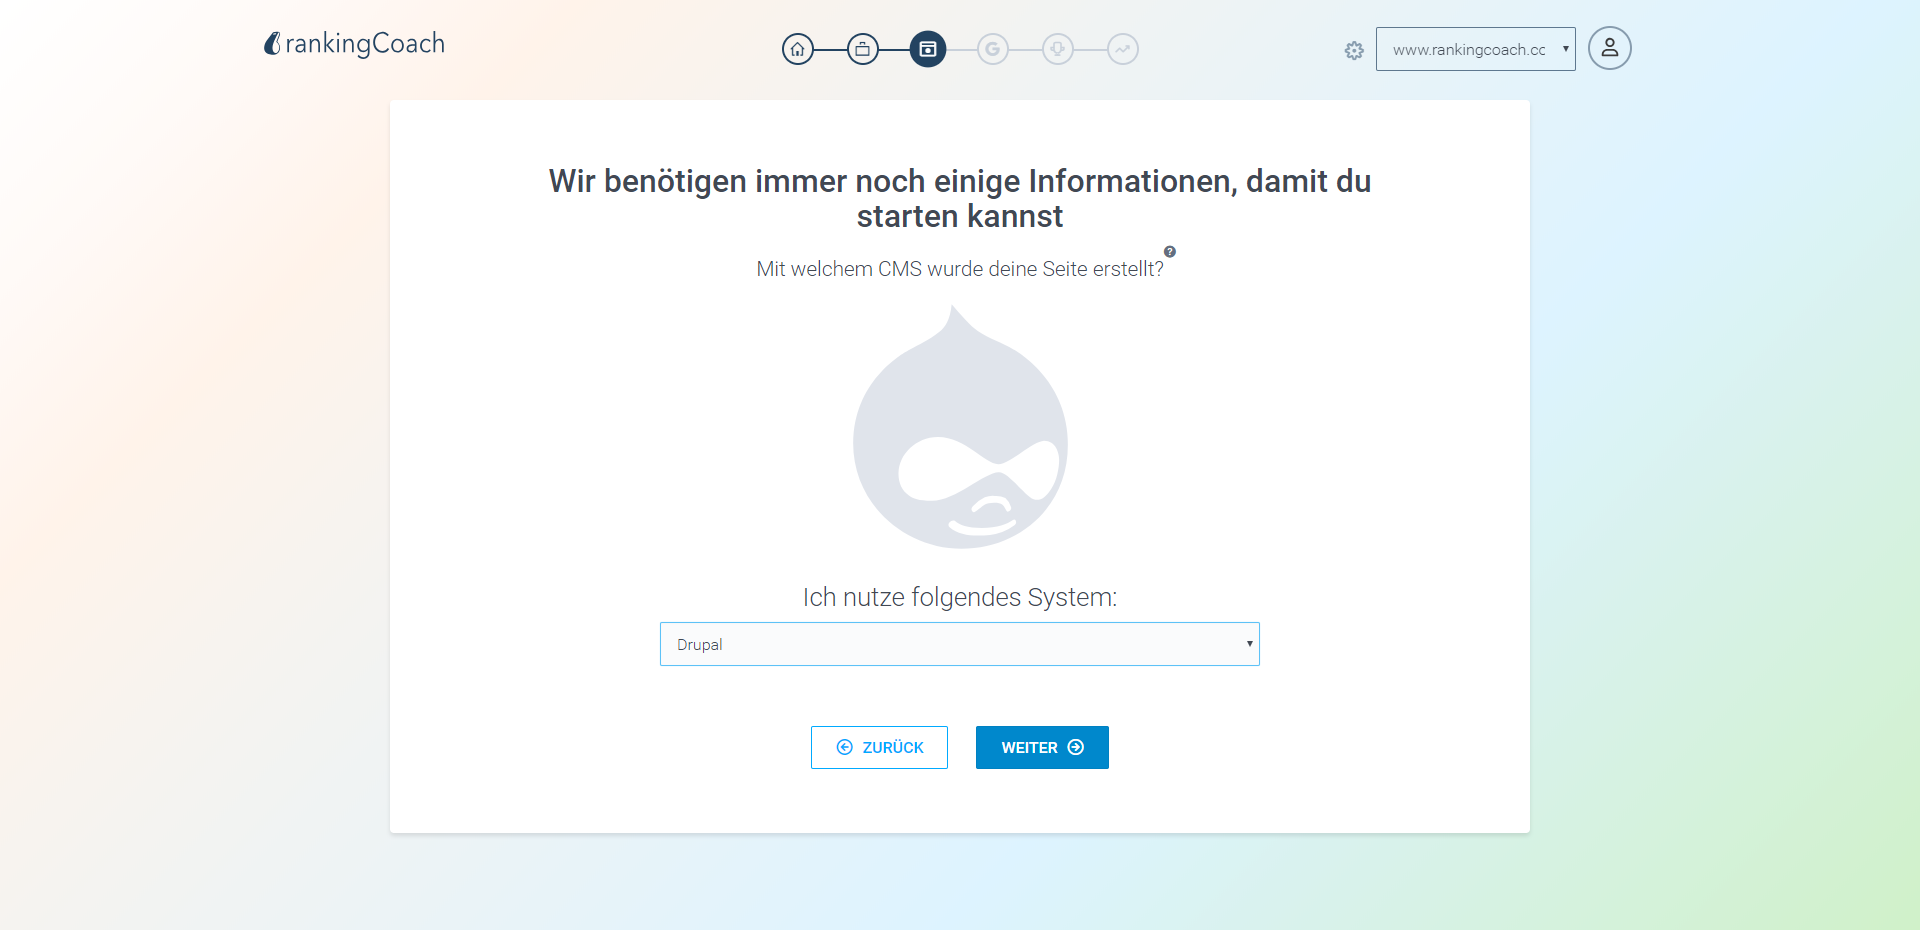 rankingCoach
www.rankingcoach.cc
Wir benötigen immer noch einige Informationen, damit du
starten kannst
Mit welchem CMS wurde deine Seite erstellt?
Ich nutze folgendes System:
Drupal
ZURÜCK
WEITER